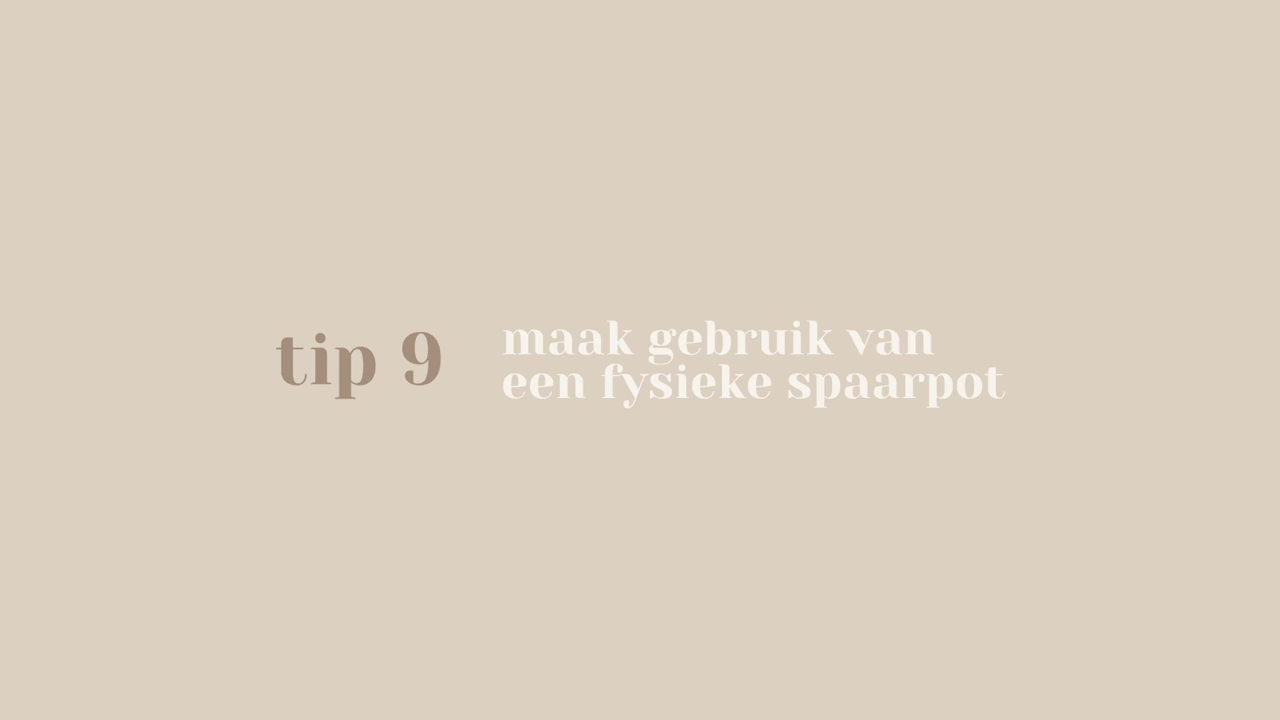 tip 9
maak gebruik van
een fysieke spaarpot